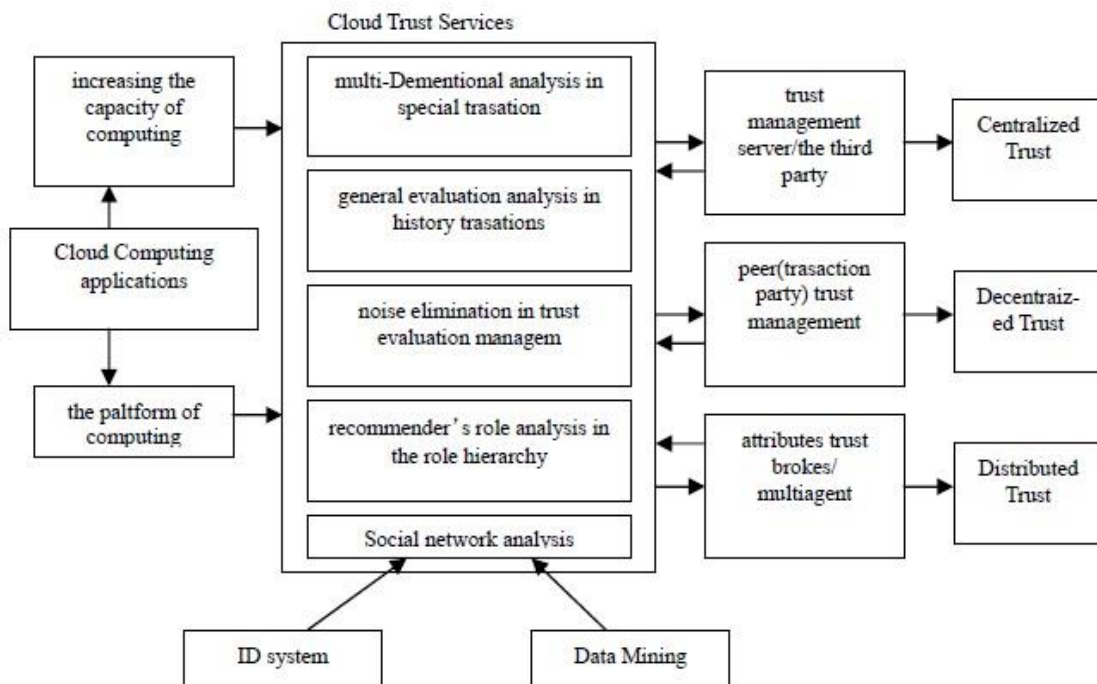 Cloud Trust Services
increasing the
capacity of
computing
Cloud Computing
applications
the paltform of
computing
multi-Dementional analysis in
special trasation
general evaluation analysis in
history trasations
noise elimination in trust
evaluation managem
recommender’s role analysis in
the role hierarchy
Social network analysis
trust
management
server/the third
party
Centralized
Trust
peer(trasaction
party) trust
management
Decentraiz-
ed Trust
attributes trust
brokes/
multiagent
Distributed
Trust
ID system
Data Mining